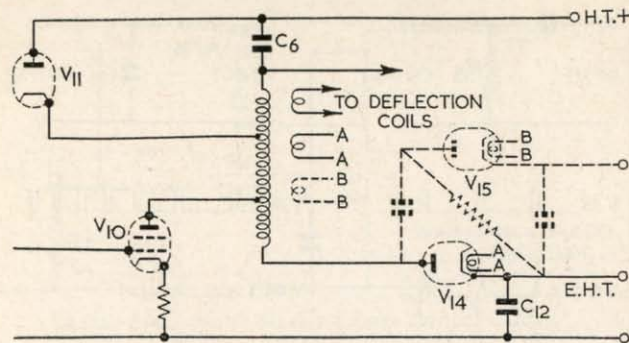 H.T.+
C6
V11
TO DEFLECTION
COILS
A
A
B
B
B
B
V15
V10
A
A
V14
E.H.T.
C12